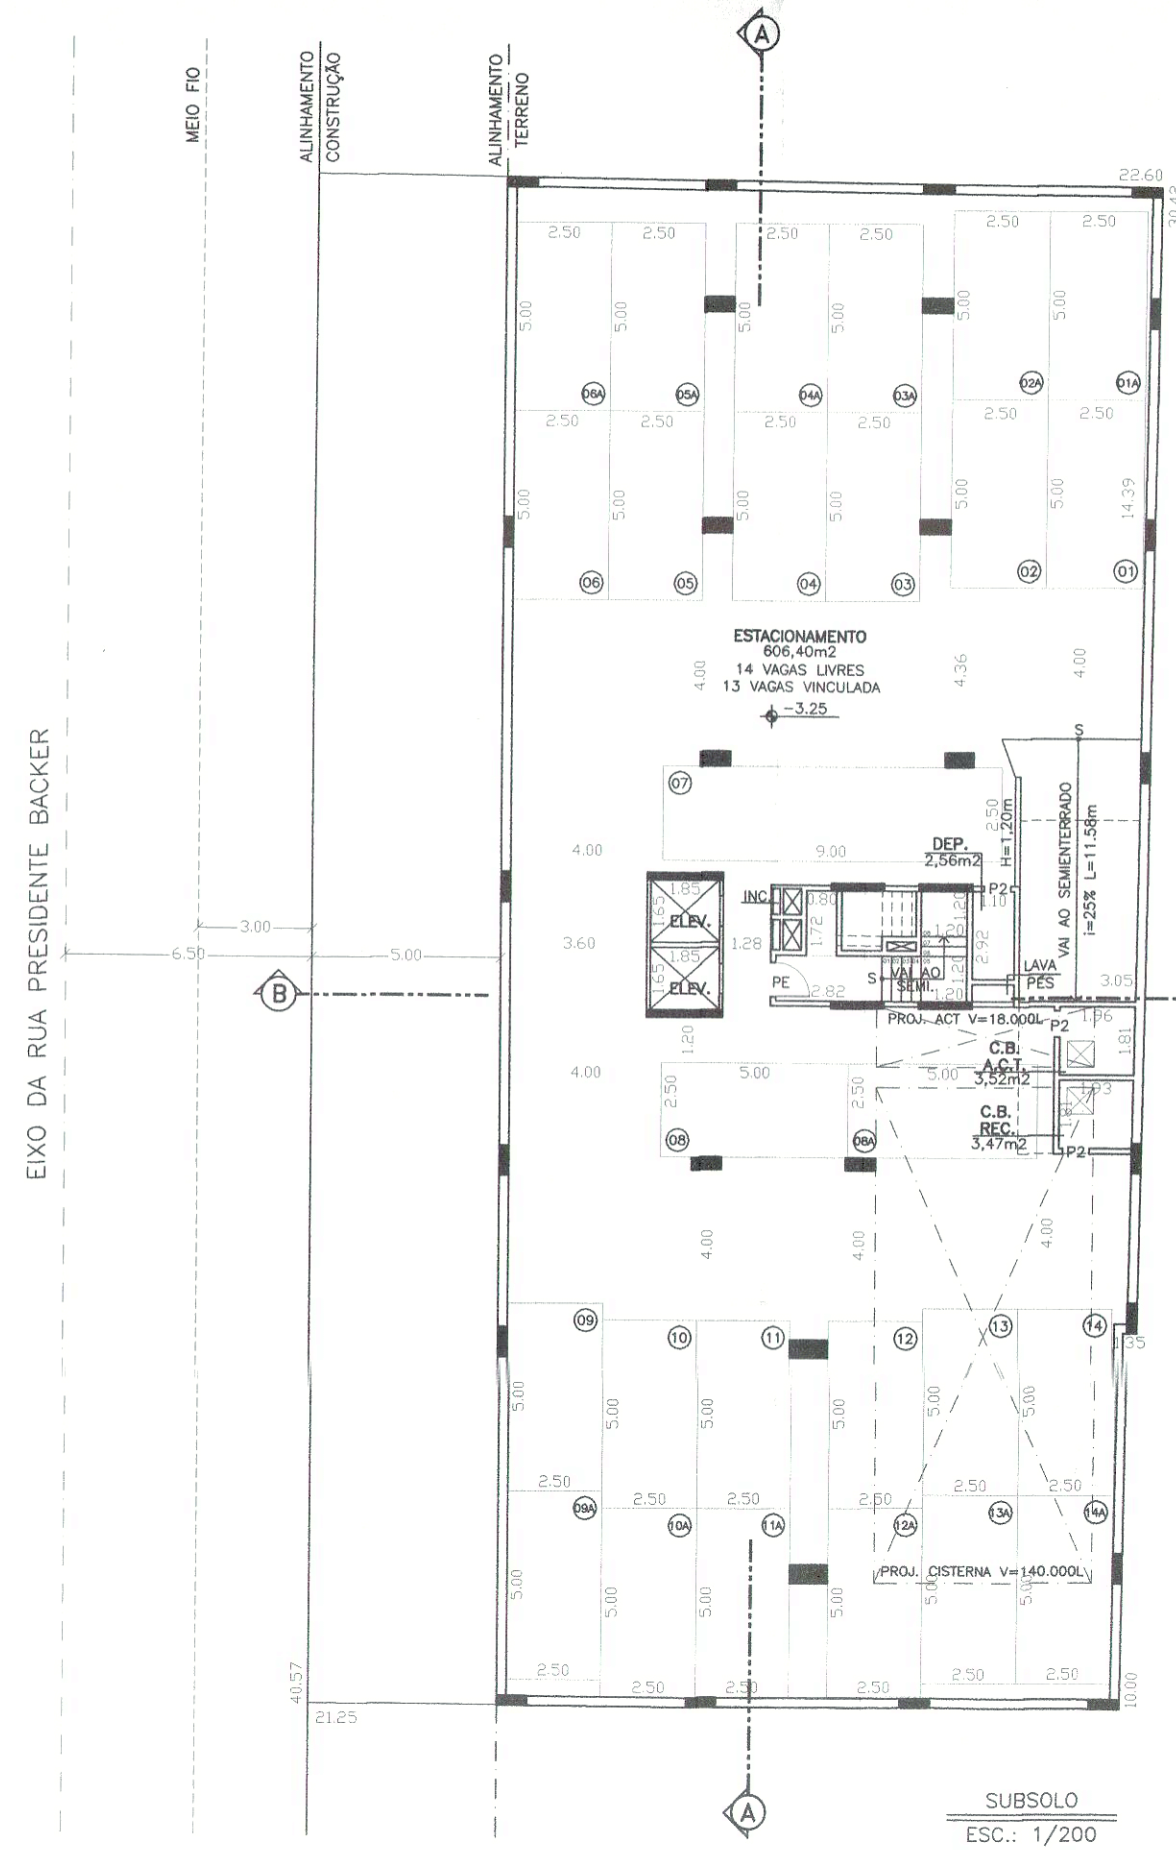 A
MEIO FIO
ALINHAMENTO
CONSTRUÇÃO
ALINHAMENTO
TERRENO
22.60
2.50
2.50
2.50
2.50
2.50
2.50
5.00
5.00
5.00
5.00
5.00
5.00
06A
05A
04A
03A
02A
01A
2.50
2.50
2.50
2.50
2.50
2.50
5.00
5.00
5.00
5.00
5.00
5.00
14.39
06
05
04
03
02
01
ESTACIONAMENTO
606,40m2
14 VAGAS LIVRES
13 VAGAS VINCULADA
-3.25
4.00
4.36
4.00
S
07
2.50
9.00
4.00
DEP.
2,56m2
H=1,20m
VAI AO SEMIENTERRADO
i=25% L=11.58m
EIXO DA RUA PRESIDENTE BACKER
3.00
6.50
5.00
3.60
1.85
1.65
ELEV.
1.85
1.65
ELEV.
1.28
INC.
0.80
1.72
PE
2.82
S
VAI AO
SEMI.
1.20
1.20
1.20
1.20
2.92
P2
1.10
LAVA
PÉS
3.05
B
PROJ. ACT V=18.000L
P2
1.96
1.81
C.B.
A.C.T.
3,52m2
1.93
1.81
C.B.
REC.
3,47m2
P2
1.20
4.00
5.00
5.00
2.50
2.50
08
08A
4.00
4.00
4.00
09
10
11
12
13
14
1.35
5.00
5.00
5.00
5.00
5.00
5.00
2.50
2.50
2.50
2.50
2.50
2.50
09A
10A
11A
12A
13A
14A
PROJ. CISTERNA V=140.000L
5.00
5.00
5.00
5.00
5.00
5.00
2.50
2.50
2.50
2.50
2.50
2.50
10.00
40.57
21.25
A
SUBSOLO
ESC.: 1/200